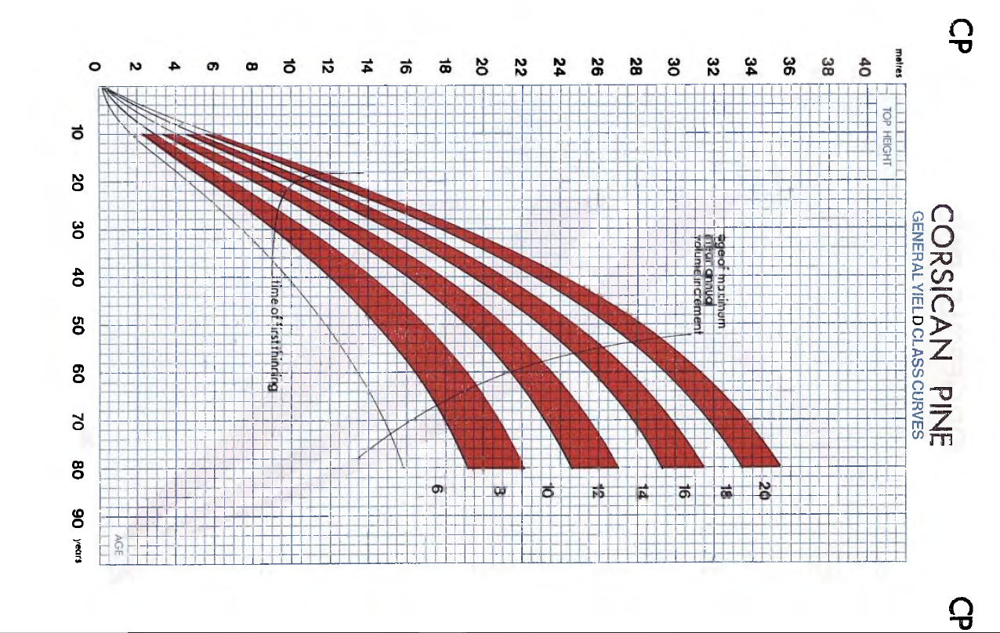 CP
CORSICAN PINE
GENERAL YIELD CLASS CURVES
CP
metres
40
38
36
34
32
30
28
26
24
22
20
18
16
14
12
10
8
6
4
2
0
TOP HEIGHT
age of maximum
mean annual
volume increment
time of first thinning
20
18
16
14
12
10
8
6
10 20 30 40 50 60 70 80 90 years
AGE